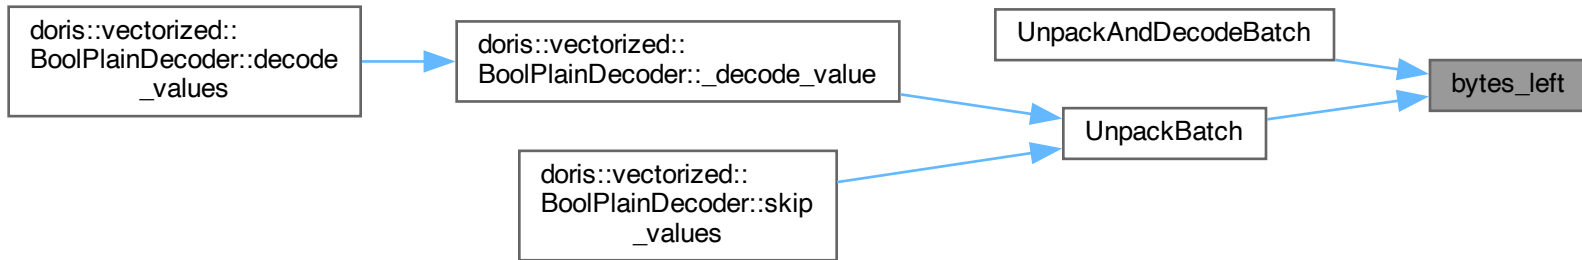 doris::vectorized::
BoolPlainDecoder::decode
_values
doris::vectorized::
BoolPlainDecoder::_decode_value
doris::vectorized::
BoolPlainDecoder::skip
_values
UnpackAndDecodeBatch
UnpackBatch
bytes_left